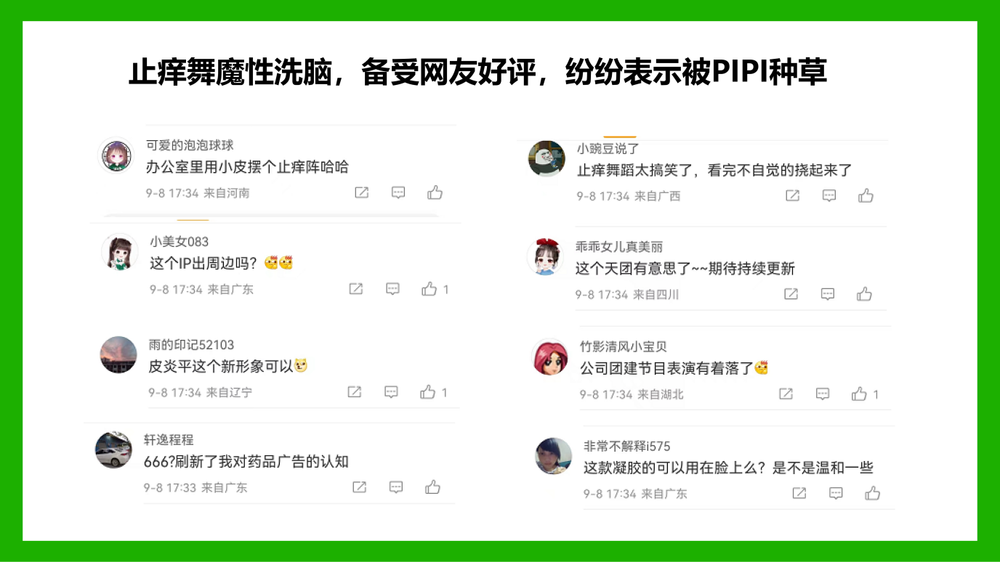 止痒舞魔性洗脑，备受网友好评，纷纷表示被PIPI种草
可爱的泡泡球球
办公室里用小皮摆个止痒阵哈哈
9-8 17:34 来自河南
小美女083
这个IP出周边吗？
9-8 17:34 来自广东
1
雨的印记52103
皮炎平这个新形象可以
9-8 17:34 来自辽宁
1
轩逸程程
666?刷新了我对药品广告的认知
9-8 17:33 来自广东
小豌豆说了
止痒舞蹈太搞笑了，看完不自觉的挠起来了
9-8 17:34 来自广西
乖乖女儿真美丽
这个天团有意思了~~期待持续更新
9-8 17:34 来自四川
竹影清风小宝贝
公司团建节目表演有着落了
9-8 17:34 来自湖北
1
非常不解释i575
这款凝胶的可以用在脸上么？是不是温和一些
9-8 17:34 来自广东